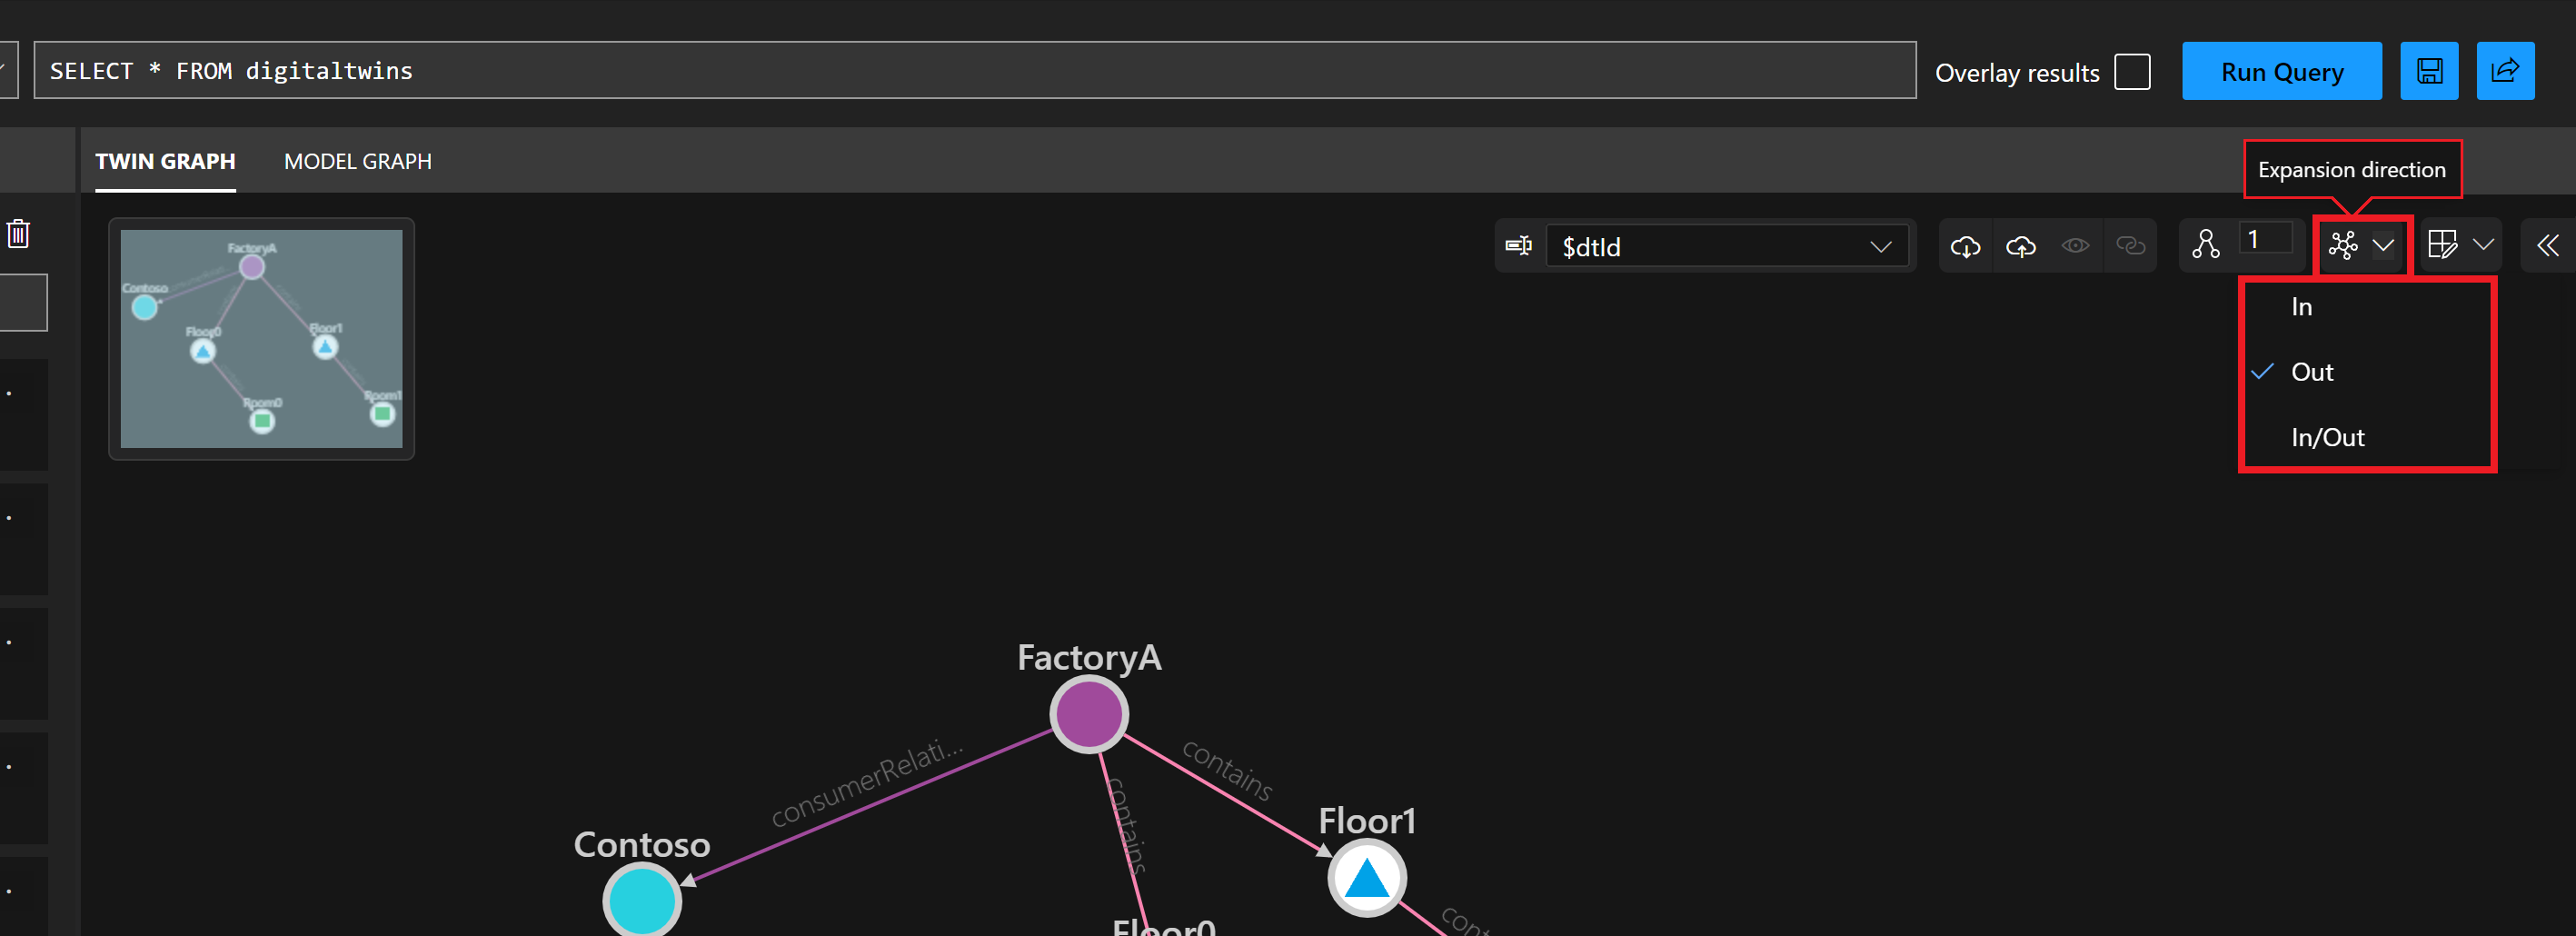 SELECT * FROM digitaltwins
Overlay results
Run Query
TWIN GRAPH
MODEL GRAPH
Expansion direction
$dtId
1
In
Out
In/Out
FactoryA
Contoso
Floor0
Floor1
Room0
Room1
FactoryA
consumerRelati...
contains
contains
Contoso
Floor1
Floor0
cont